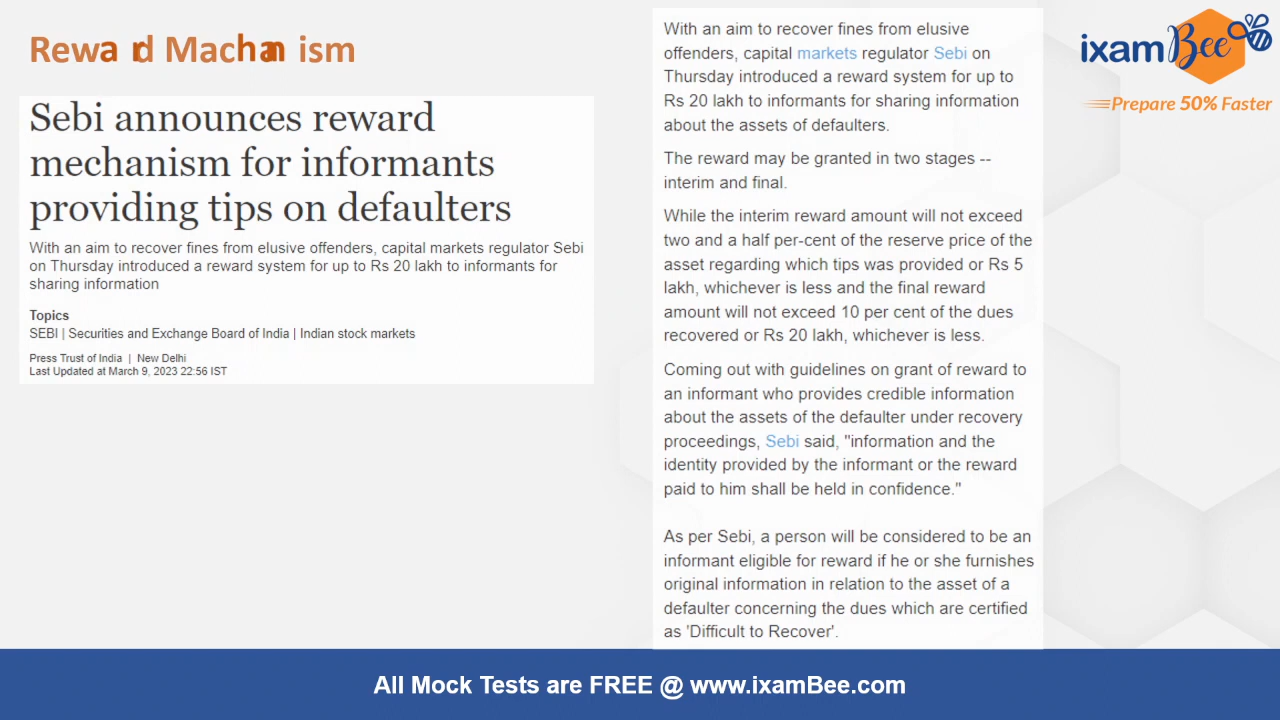 Reward Machanism
Sebi announces reward
mechanism for informants
providing tips on defaulters
With an aim to recover fines from elusive offenders, capital markets regulator Sebi
on Thursday introduced a reward system for up to Rs 20 lakh to informants for
sharing information
Topics
SEBI | Securities and Exchange Board of India | Indian stock markets
Press Trust of India | New Delhi
Last Updated at March 9, 2023 22:56 IST
With an aim to recover fines from elusive
offenders, capital markets regulator Sebi on
Thursday introduced a reward system for up to
Rs 20 lakh to informants for sharing information
about the assets of defaulters.
The reward may be granted in two stages --
interim and final.
While the interim reward amount will not exceed
two and a half per-cent of the reserve price of the
asset regarding which tips was provided or Rs 5
lakh, whichever is less and the final reward
amount will not exceed 10 per cent of the dues
recovered or Rs 20 lakh, whichever is less.
Coming out with guidelines on grant of reward to
an informant who provides credible information
about the assets of the defaulter under recovery
proceedings, Sebi said, "information and the
identity provided by the informant or the reward
paid to him shall be held in confidence."
As per Sebi, a person will be considered to be an
informant eligible for reward if he or she furnishes
original information in relation to the asset of a
defaulter concerning the dues which are certified
as 'Difficult to Recover'.
ixamBee
Prepare 50% Faster
All Mock Tests are FREE @ www.ixamBee.com